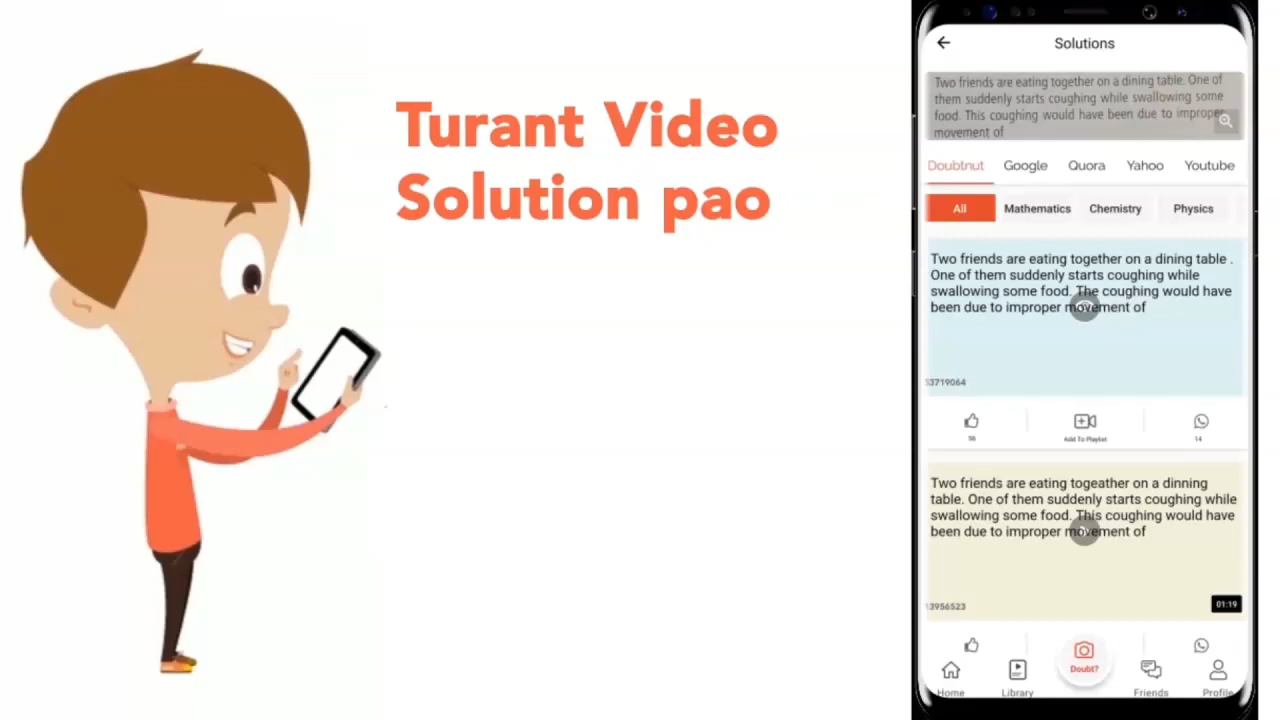 Turant Video
Solution pao
Solutions
Two friends are eating together on a dining table. One of
them suddenly starts coughing while swallowing some
food. This coughing would have been due to improper
movement of
Doubtnut Google Quora Yahoo Youtube
All Mathematics Chemistry Physics
Two friends are eating together on a dining table .
One of them suddenly starts coughing while
swallowing some food. The coughing would have
been due to improper movement of
53719064
56 Add To Playlist 14
Two friends are eating togeather on a dinning
table. One of them suddenly starts coughing while
swallowing some food. This coughing would have
been due to improper movement of
13956523
01:19
Doubt?
Home Library Friends Profile